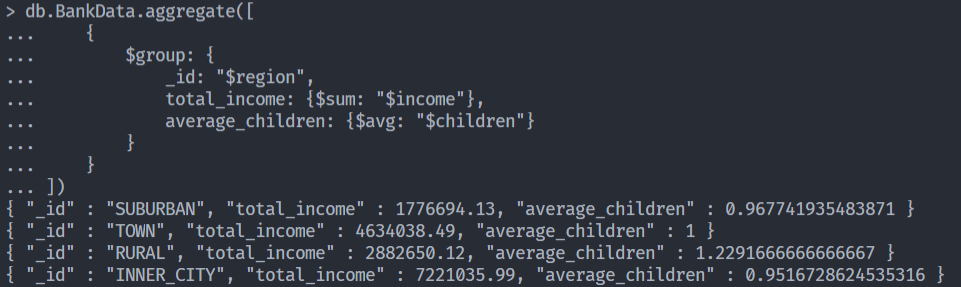 > db.BankData.aggregate([
...     {
...         $group: {
...             _id: "$region",
...             total_income: {$sum: "$income"},
...             average_children: {$avg: "$children"}
...         }
...     }
... ])
{ "_id" : "SUBURBAN", "total_income" : 1776694.13, "average_children" : 0.967741935483871 }
{ "_id" : "TOWN", "total_income" : 4634038.49, "average_children" : 1 }
{ "_id" : "RURAL", "total_income" : 2882650.12, "average_children" : 1.2291666666666667 }
{ "_id" : "INNER_CITY", "total_income" : 7221035.99, "average_children" : 0.9516728624535316 }